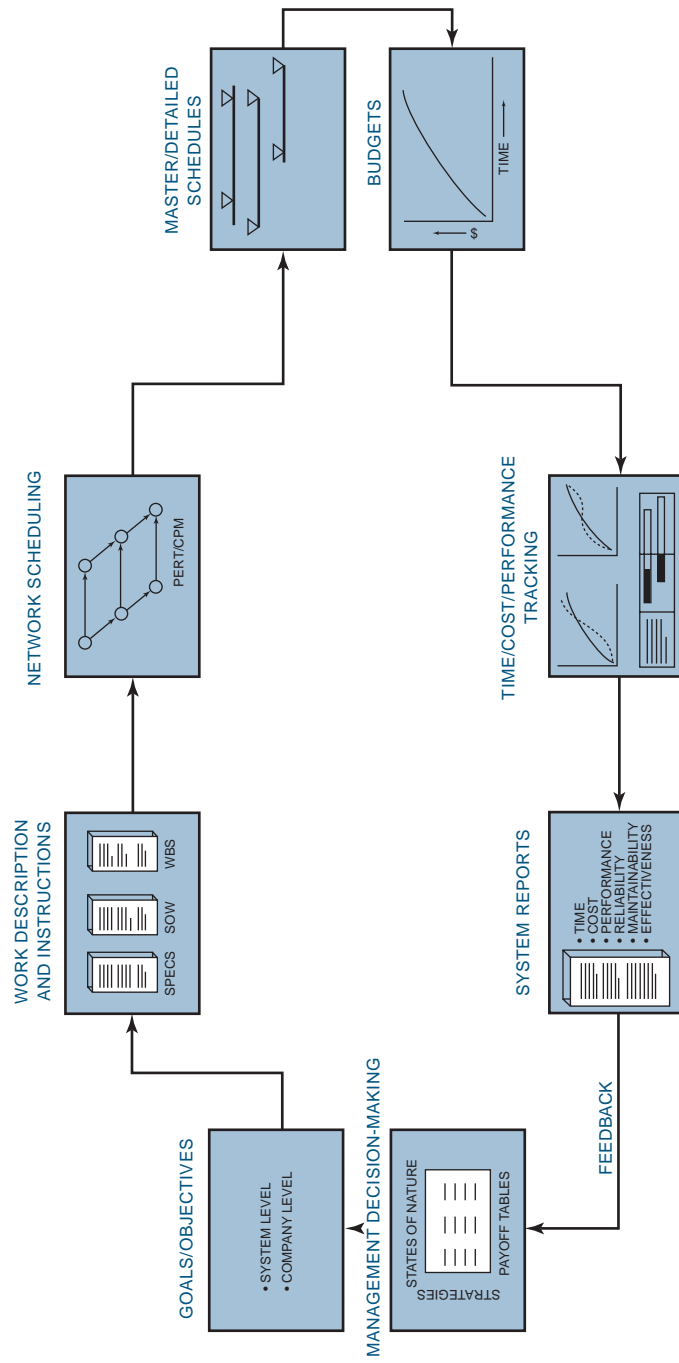 GOALS/OBJECTIVES
• SYSTEM LEVEL
• COMPANY LEVEL
WORK DESCRIPTION
AND INSTRUCTIONS
SPECS
SOW
WBS
NETWORK SCHEDULING
PERT/CPM
MASTER/DETAILED
SCHEDULES
BUDGETS
$
TIME
TIME/COST/PERFORMANCE
TRACKING
SYSTEM REPORTS
• TIME
• COST
• PERFORMANCE
• RELIABILITY
• MAINTAINABILITY
• EFFECTIVENESS
FEEDBACK
MANAGEMENT DECISION-MAKING
STATES OF NATURE
STRATEGIES
PAYOFF TABLES